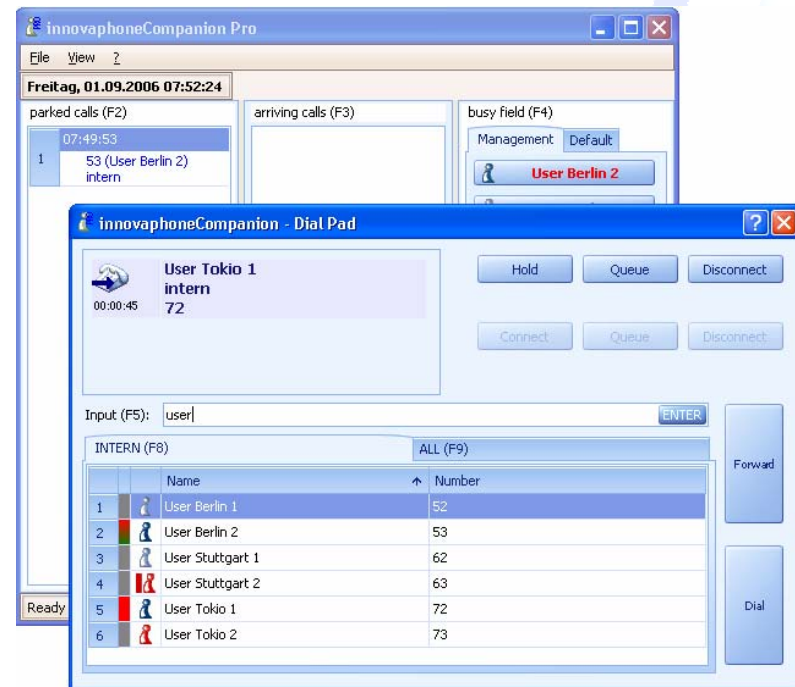 innovaphoneCompanion Pro
File View ?
Freitag, 01.09.2006 07:52:24
parked calls (F2)
arriving calls (F3)
busy field (F4)
07:49:53
1
53 (User Berlin 2)
intern
Management Default
User Berlin 2
innovaphoneCompanion - Dial Pad
User Tokio 1
intern
72
00:00:45
Hold Queue Disconnect
Connect Queue Disconnect
Input (F5): user ENTER
INTERN (F8) ALL (F9)
Name Number
1 User Berlin 1 52
2 User Berlin 2 53
3 User Stuttgart 1 62
4 User Stuttgart 2 63
5 User Tokio 1 72
6 User Tokio 2 73
Forward
Dial
Ready